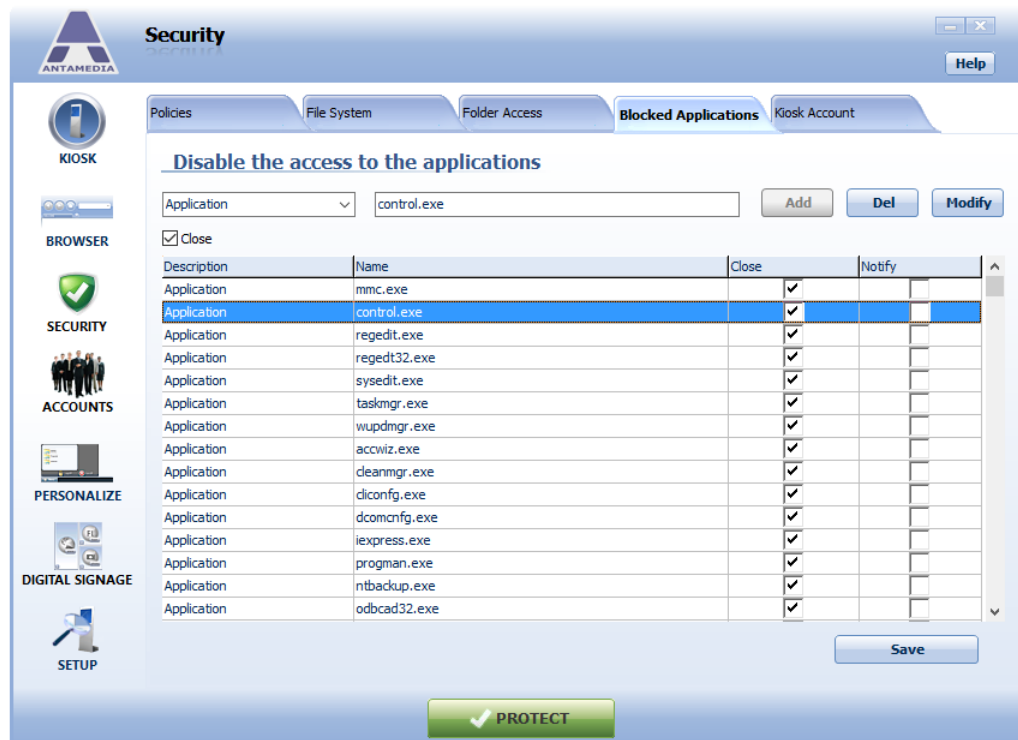 Security
ANTAMEDIA
Help
Policies
File System
Folder Access
Blocked Applications
Kiosk Account
KIOSK
Disable the access to the applications
Application
control.exe
Add
Del
Modify
BROWSER
Close
Description Name Close Notify
Application mmc.exe
Application control.exe
SECURITY
Application regedit.exe
Application regedt32.exe
Application sysedit.exe
Application taskmgr.exe
ACCOUNTS
Application wupdmgr.exe
Application accwiz.exe
Application cleanmgr.exe
Application cliconfg.exe
PERSONALIZE
Application dcomcnfg.exe
Application iexpress.exe
Application progman.exe
Application ntbackup.exe
DIGITAL SIGNAGE
Application odbcad32.exe
Save
SETUP
PROTECT